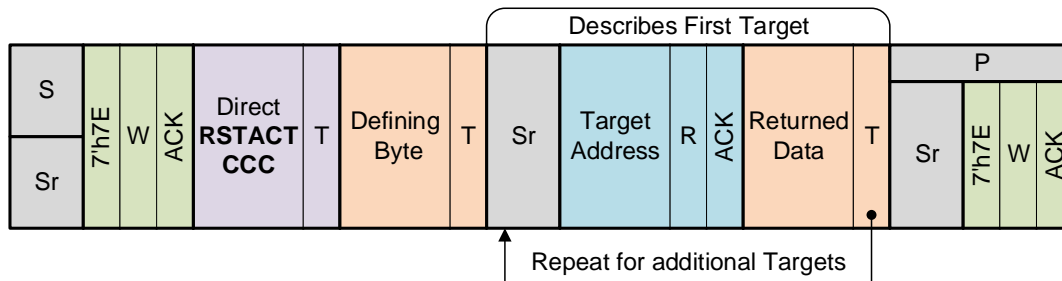 Describes First Target
S
Sr
7'h7E
W
ACK
Direct
RSTACT
CCC
T
Defining
Byte
T
Sr
Target
Address
R
ACK
Returned
Data
T
P
Sr
7'h7E
W
ACK
Repeat for additional Targets